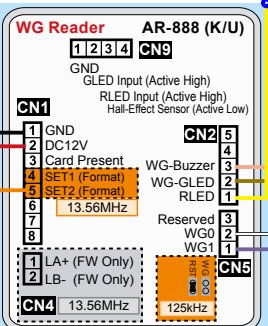 WG Reader AR-888 (K/U)
1 2 3 4 CN9
GND
GLED Input (Active High)
RLED Input (Active High)
Hall-Effect Sensor (Active Low)
CN1
1 GND
2 DC12V
3 Card Present
4 SET1 (Format)
5 SET2 (Format)
6
7
8
13.56MHz
CN2 5
4
WG-Buzzer 3
WG-GLED 2
RLED 1
Reserved 3
WG0 2
WG1 1
CN5
1 LA+ (FW Only)
2 LB- (FW Only)
CN4 13.56MHz
WG
RST
125kHz